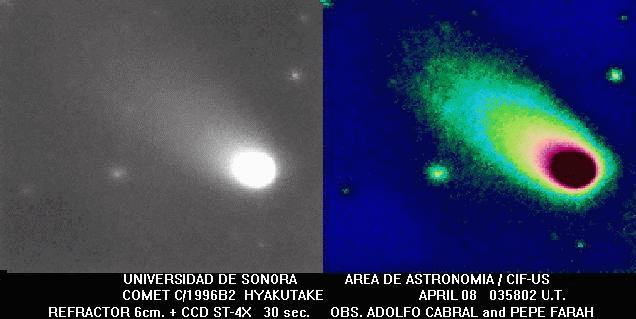 UNIVERSIDAD DE SONORA AREA DE ASTRONOMIA / CIF-US
COMET C/1996B2 HYAKUTAKE APRIL 08 035802 U.T.
REFRACTOR 6cm. + CCD ST-4X 30 sec. OBS. ADOLFO CABRAL and PEPE FARAH